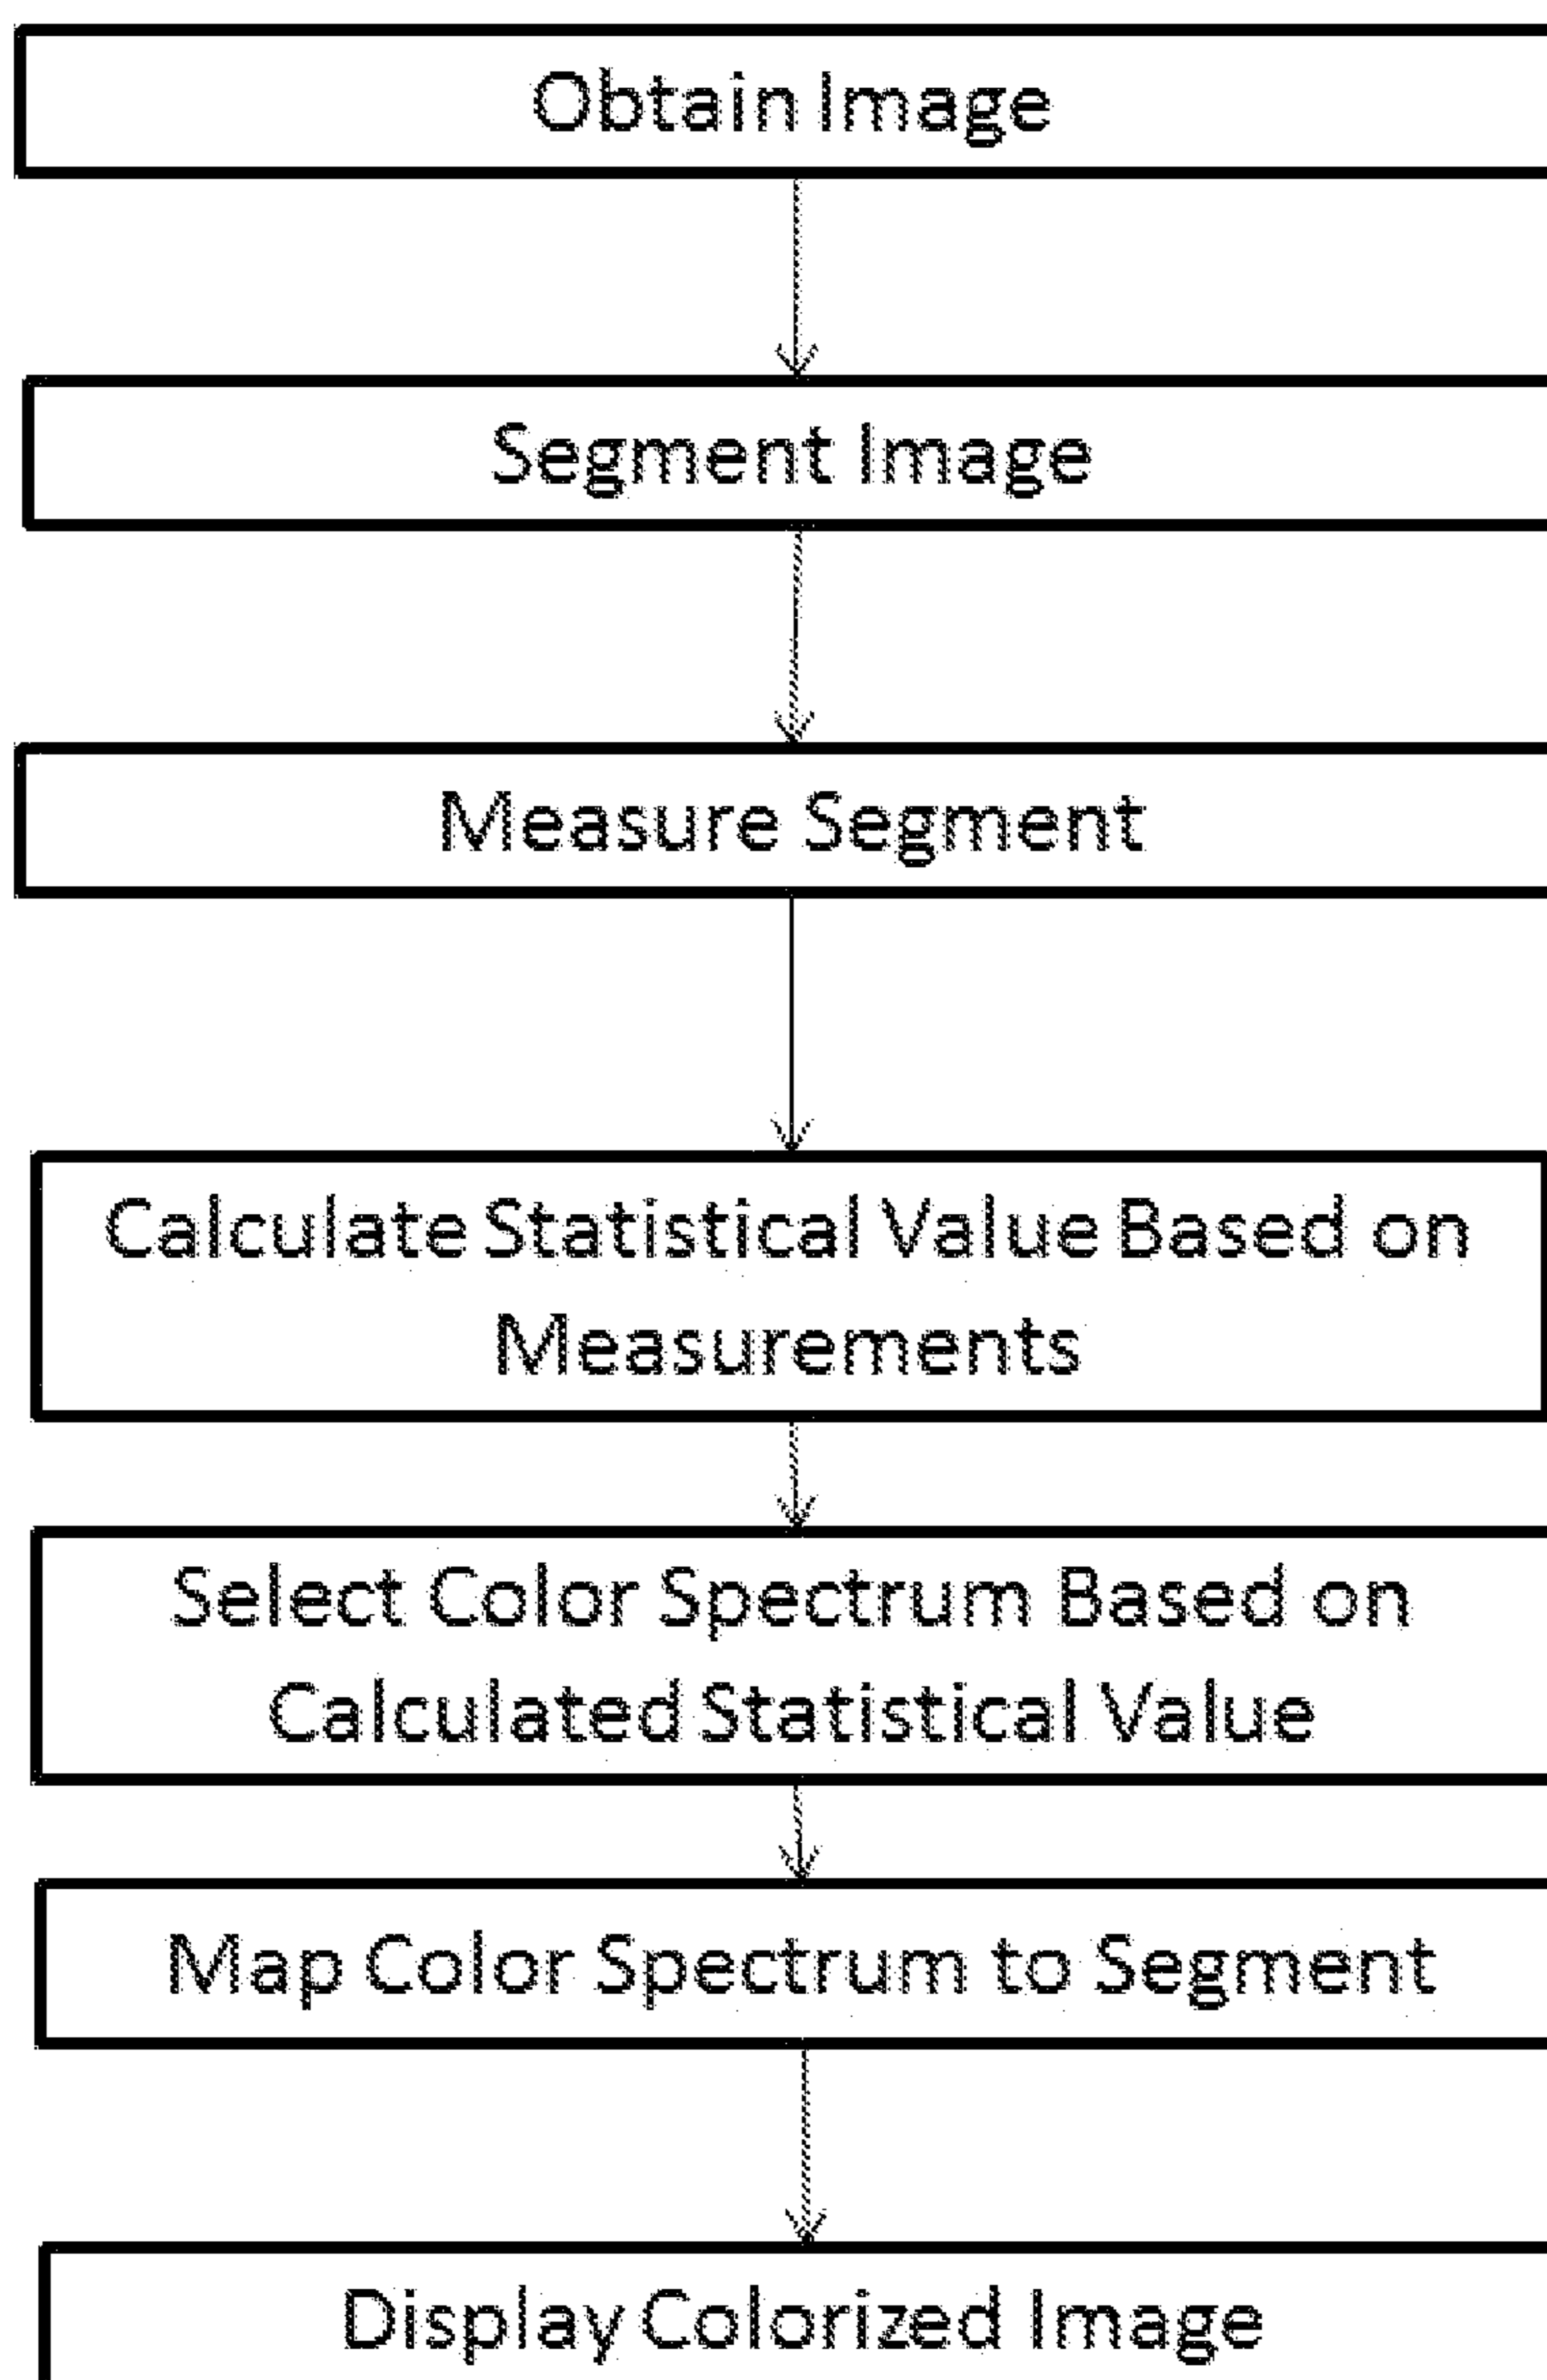 Obtain Image
Segment Image
Measure Segment
Calculate Statistical Value Based on
Measurements
Select Color Spectrum Based on
Calculated Statistical Value
Map Color Spectrum to Segment
Display Colorized Image